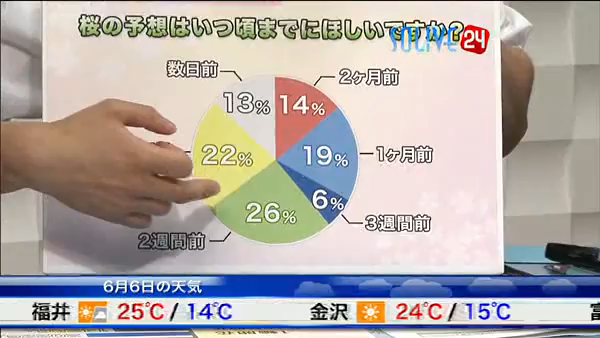 桜の予想はいつ頃までにほしいですか?
SOLiVE24
数日前
2ヶ月前
13%
14%
22%
19%
1ヶ月前
6%
26%
3週間前
2週間前
6月6日の天気
福井 25℃/14℃ 金沢 24℃/15℃ 富